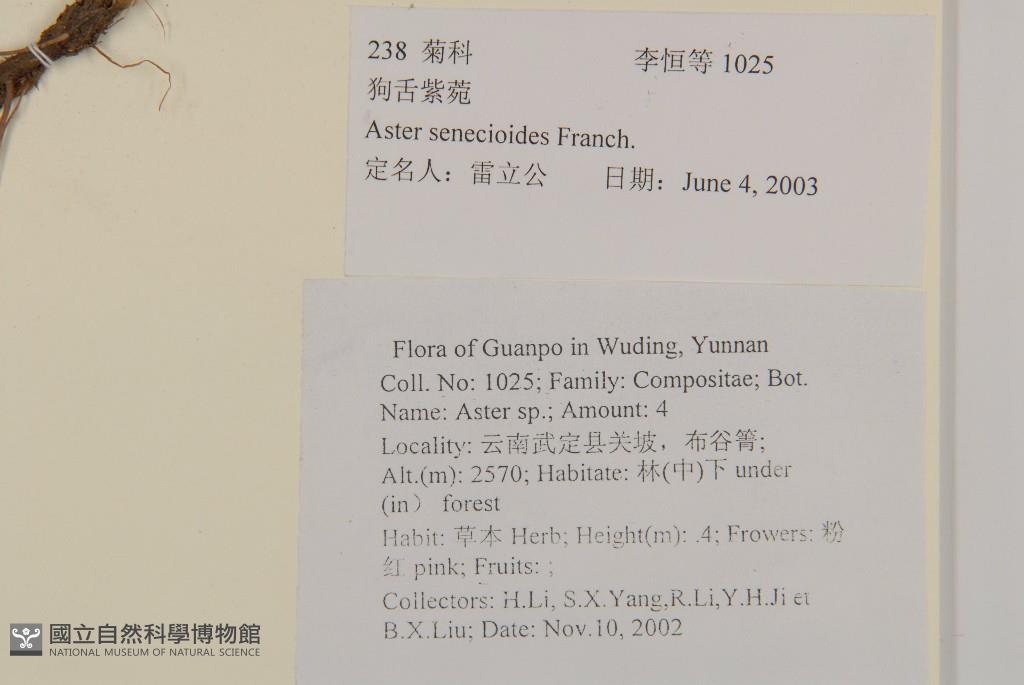 238 菊科 李恒等 1025
狗舌紫菀
Aster senecioides Franch.
定名人：雷立公 日期：June 4, 2003
Flora of Guanpo in Wuding, Yunnan
Coll. No: 1025; Family: Compositae; Bot.
Name: Aster sp.; Amount: 4
Locality: 云南武定县关坡，布谷箐;
Alt.(m): 2570; Habitate: 林(中)下 under
(in） forest
Habit: 草本 Herb; Height(m): .4; Frowers: 粉
红 pink; Fruits: ;
Collectors: H.Li, S.X.Yang,R.Li,Y.H.Ji et
B.X.Liu; Date: Nov.10, 2002
國立自然科學博物館
NATIONAL MUSEUM OF NATURAL SCIENCE